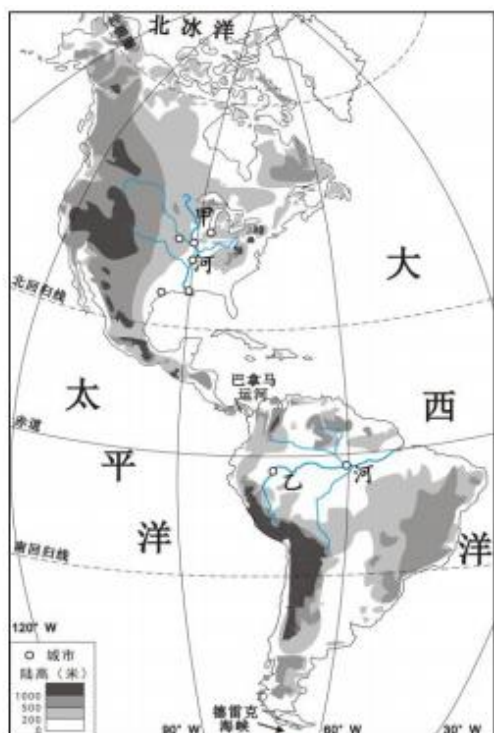 北冰洋
甲
河
大
北回归线
巴拿马
运河
太
西
赤道
平
乙
河
洋
洋
南回归线
120° W
○ 城市
陆高（米）
1000
500
200
0
90° W
德雷克
海峡
60° W